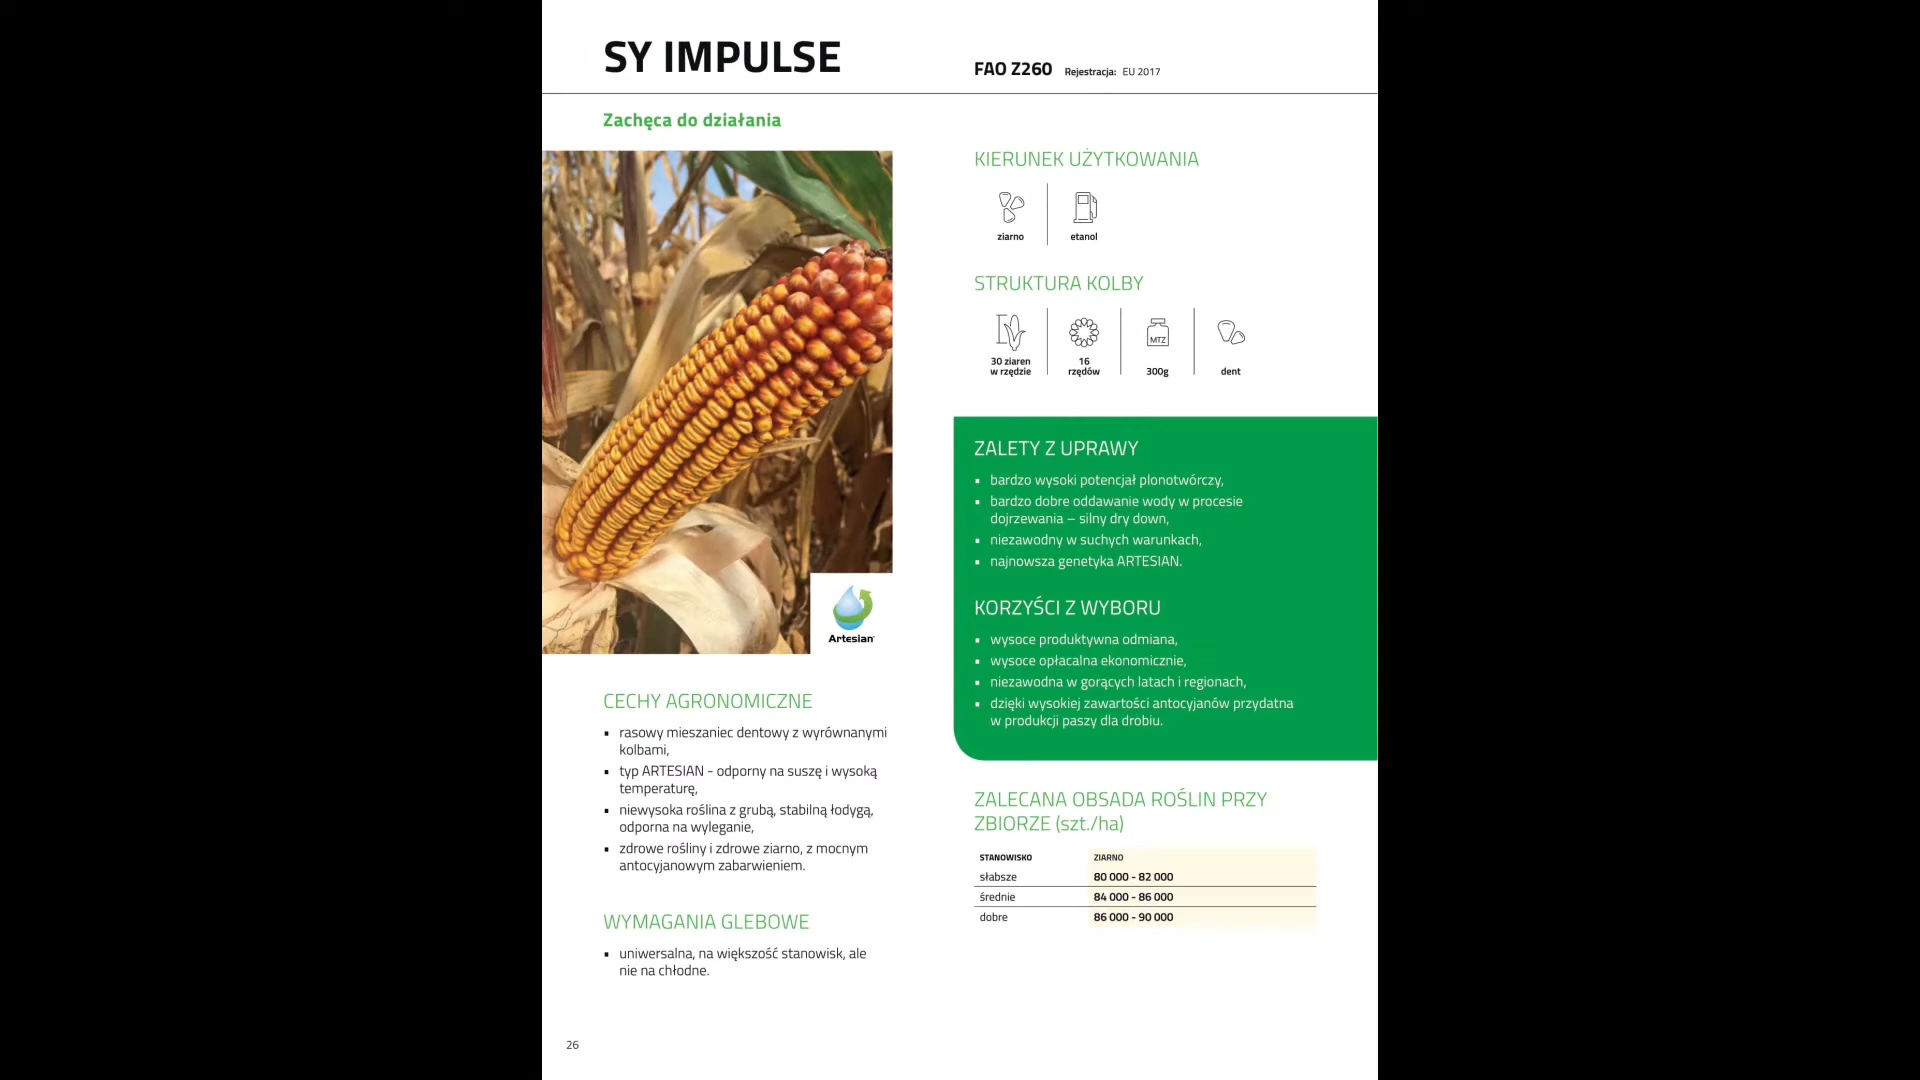 SY IMPULSE
FAO Z260 Rejestracja: EU 2017
Zachęca do działania
Artesian
CECHY AGRONOMICZNE
▪ rasowy mieszaniec dentowy z wyrównanymi
kolbami,
▪ typ ARTESIAN - odporny na suszę i wysoką
temperaturę,
▪ niewysoka roślina z grubą, stabilną łodygą,
odporna na wyleganie,
▪ zdrowe rośliny i zdrowe ziarno, z mocnym
antocyjanowym zabarwieniem.
WYMAGANIA GLEBOWE
▪ uniwersalna, na większość stanowisk, ale
nie na chłodne.
KIERUNEK UŻYTKOWANIA
ziarno
etanol
STRUKTURA KOLBY
30 ziaren
w rzędzie
16
rzędów
MTZ
300g
dent
ZALETY Z UPRAWY
▪ bardzo wysoki potencjał plonotwórczy,
▪ bardzo dobre oddawanie wody w procesie
dojrzewania – silny dry down,
▪ niezawodny w suchych warunkach,
▪ najnowsza genetyka ARTESIAN.
KORZYŚCI Z WYBORU
▪ wysoce produktywna odmiana,
▪ wysoce opłacalna ekonomicznie,
▪ niezawodna w gorących latach i regionach,
▪ dzięki wysokiej zawartości antocyjanów przydatna
w produkcji paszy dla drobiu.
ZALECANA OBSADA ROŚLIN PRZY
ZBIORZE (szt./ha)
STANOWISKO ZIARNO
słabsze 80 000 - 82 000
średnie 84 000 - 86 000
dobre 86 000 - 90 000
26